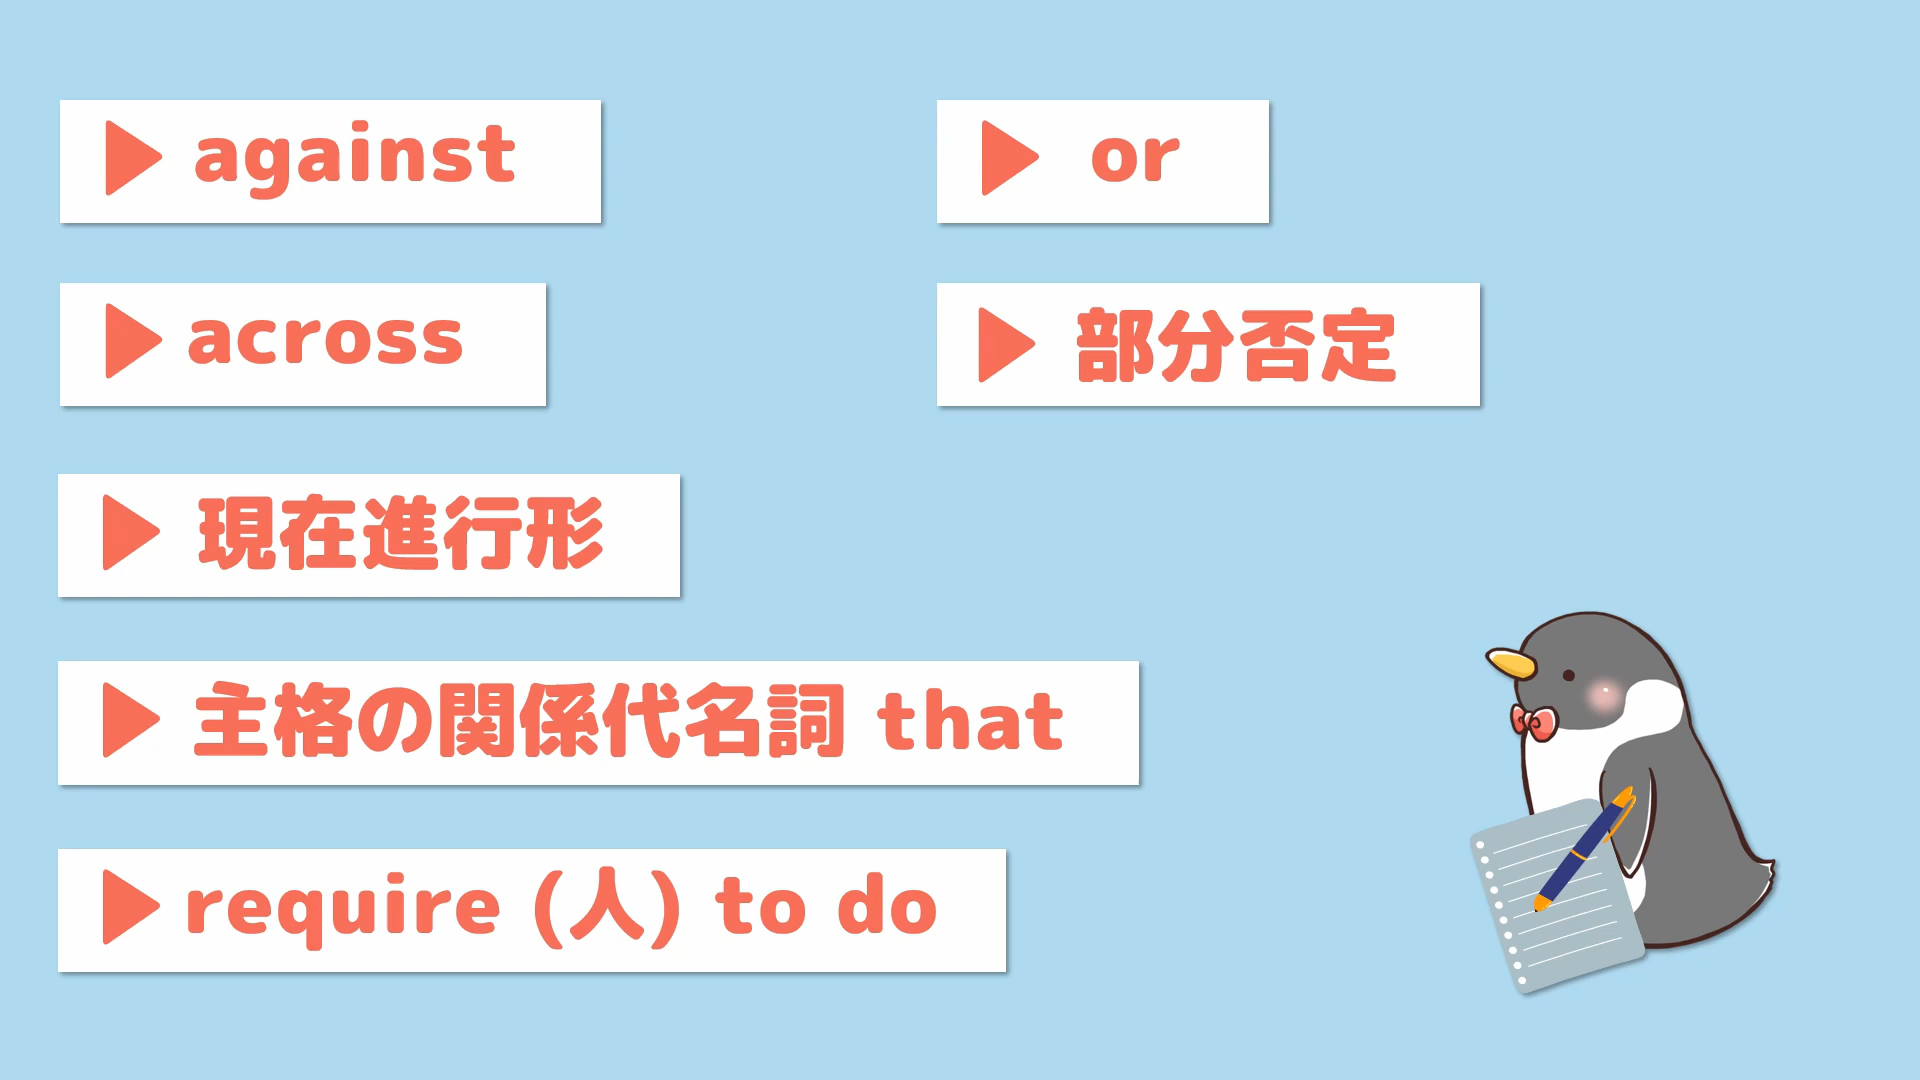 against
across
現在進行形
主格の関係代名詞 that
require (人) to do
or
部分否定